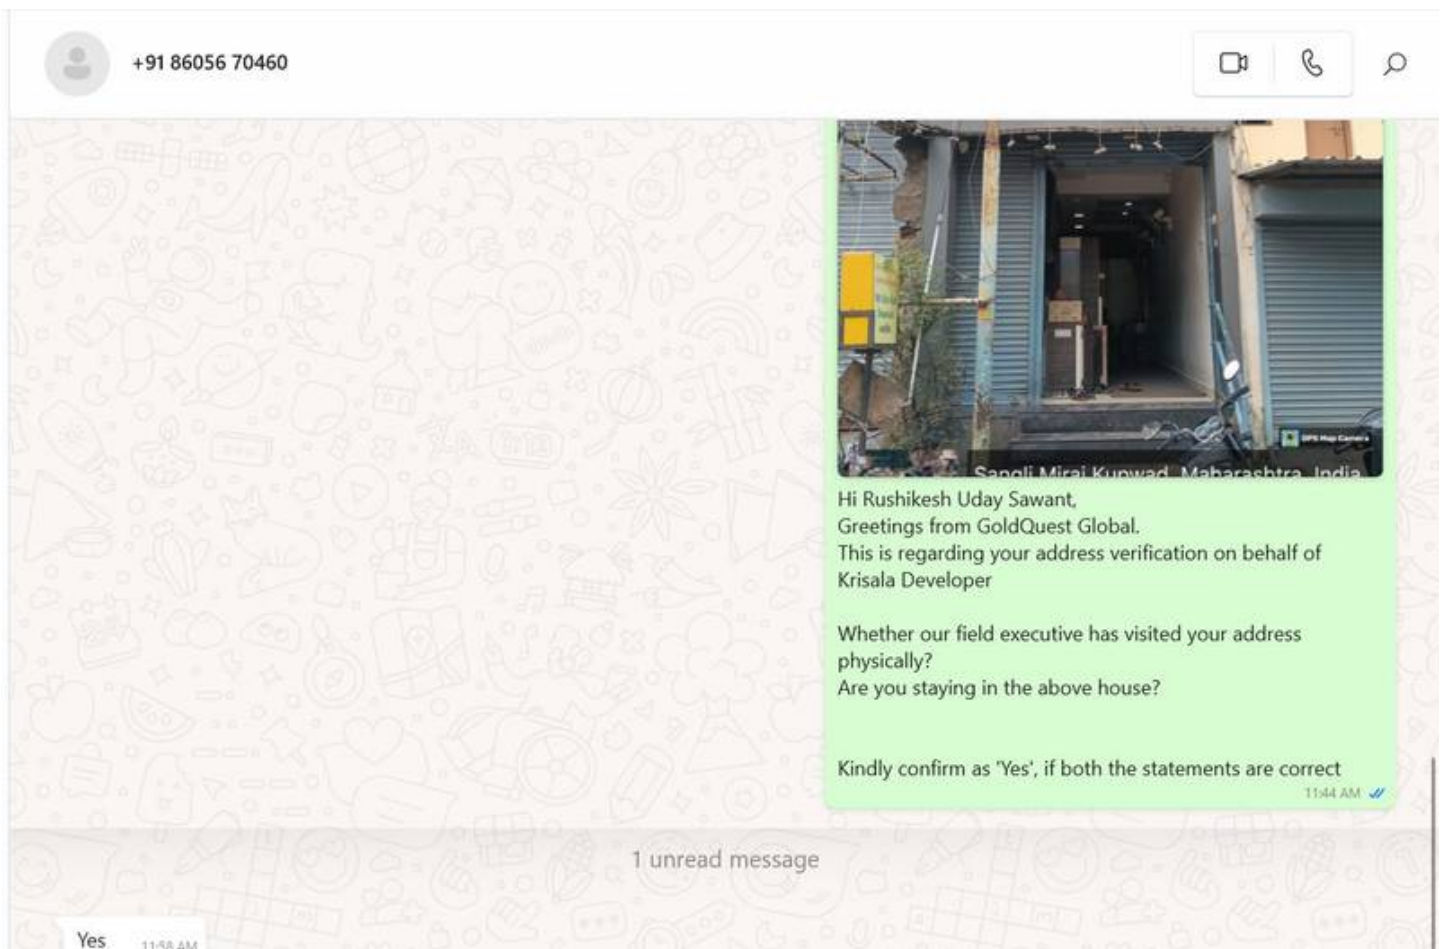 +91 86056 70460
GPS Map Camera
Sangli Miraj Kupwad, Maharashtra, India
Hi Rushikesh Uday Sawant,
Greetings from GoldQuest Global.
This is regarding your address verification on behalf of
Krisala Developer
Whether our field executive has visited your address
physically?
Are you staying in the above house?
Kindly confirm as 'Yes', if both the statements are correct
11:44 AM
1 unread message
Yes
11:58 AM